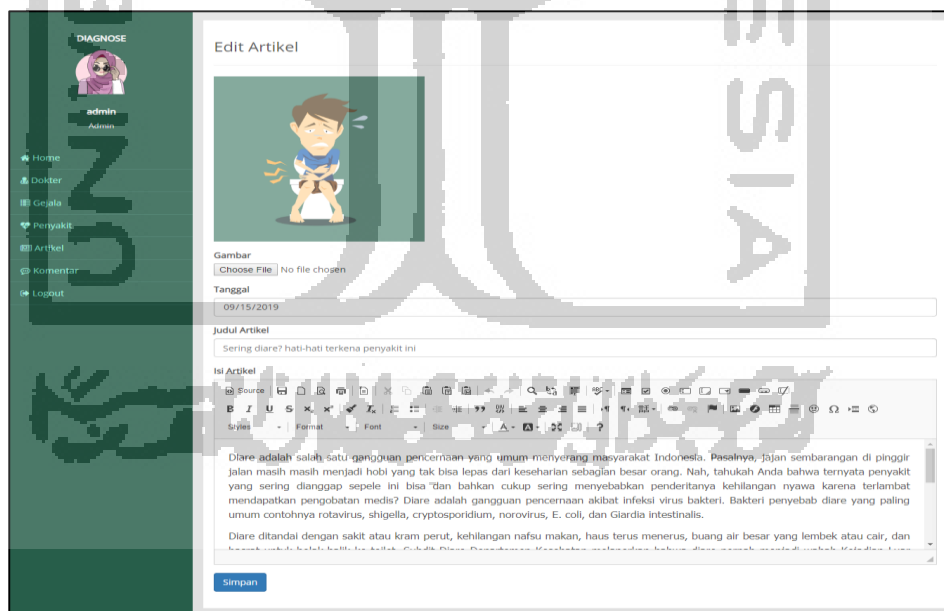 DIAGNOSE
admin
Admin
Home
Dokter
Gejala
Penyakit
Artikel
Komentar
Logout
Edit Artikel
Gambar
Choose File No file chosen
Tanggal
09/15/2019
Judul Artikel
Sering diare? hati-hati terkena penyakit ini
Isi Artikel
Source
Styles Format Font Size
Diare adalah salah satu gangguan pencernaan yang umum menyerang masyarakat Indonesia. Pasalnya, jajan sembarangan di pinggir
jalan masih masih menjadi hobi yang tak bisa lepas dari keseharian sebagian besar orang. Nah, tahukah Anda bahwa ternyata penyakit
yang sering dianggap sepele ini bisa "dan bahkan cukup sering menyebabkan penderitanya kehilangan nyawa karena terlambat
mendapatkan pengobatan medis? Diare adalah gangguan pencernaan akibat infeksi virus bakteri. Bakteri penyebab diare yang paling
umum contohnya rotavirus, shigella, cryptosporidium, norovirus, E. coli, dan Giardia intestinalis.
Diare ditandai dengan sakit atau kram perut, kehilangan nafsu makan, haus terus menerus, buang air besar yang lembek atau cair, dan
Simpan